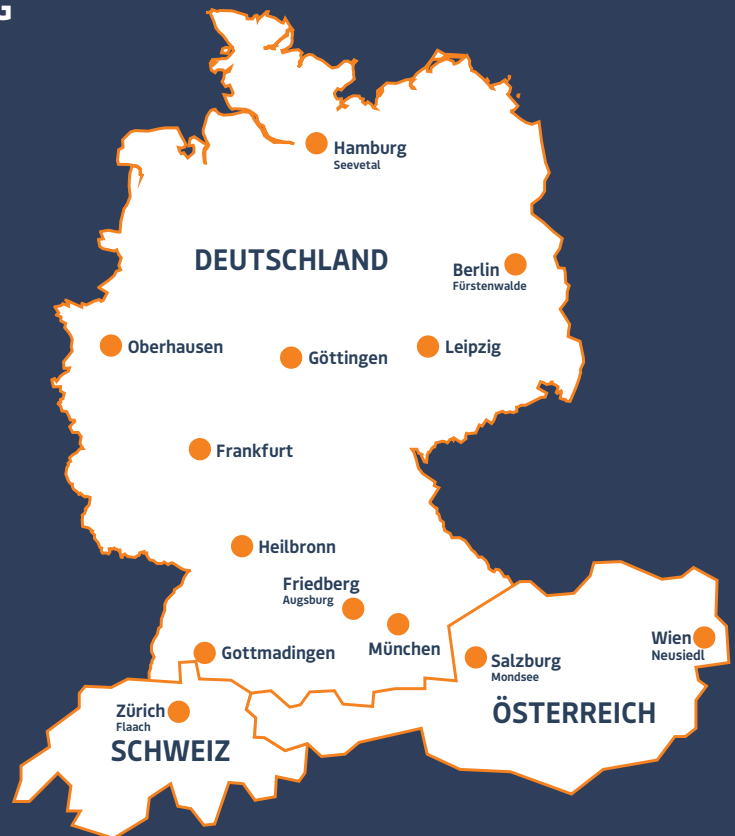 G
Hamburg
Seevetal
DEUTSCHLAND
Berlin
Fürstenwalde
Oberhausen
Göttingen
Leipzig
Frankfurt
Heilbronn
Friedberg
Augsburg
München
Gottmadingen
Wien
Neusiedl
Salzburg
Mondsee
Zürich
Flaach
ÖSTERREICH
SCHWEIZ